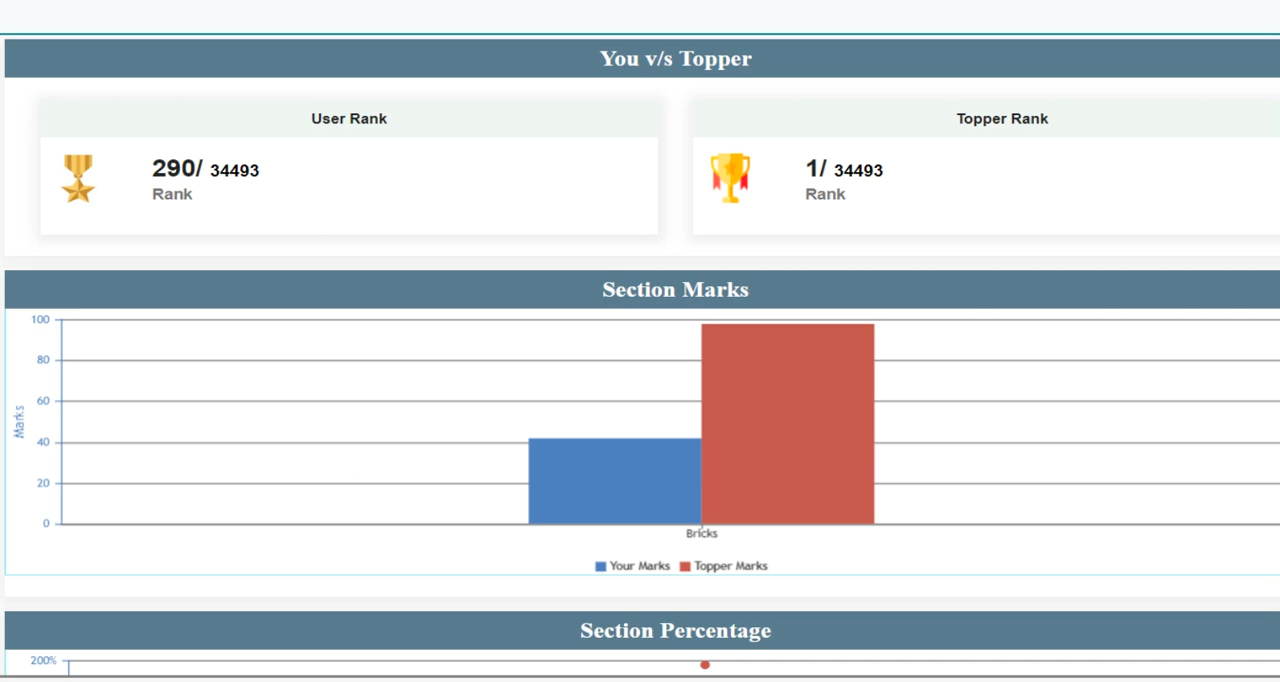 You v/s Topper
User Rank
290/ 34493
Rank
Topper Rank
1/ 34493
Rank
Section Marks
100
80
60
40
20
0
Marks
Bricks
Your Marks
Topper Marks
Section Percentage
200%